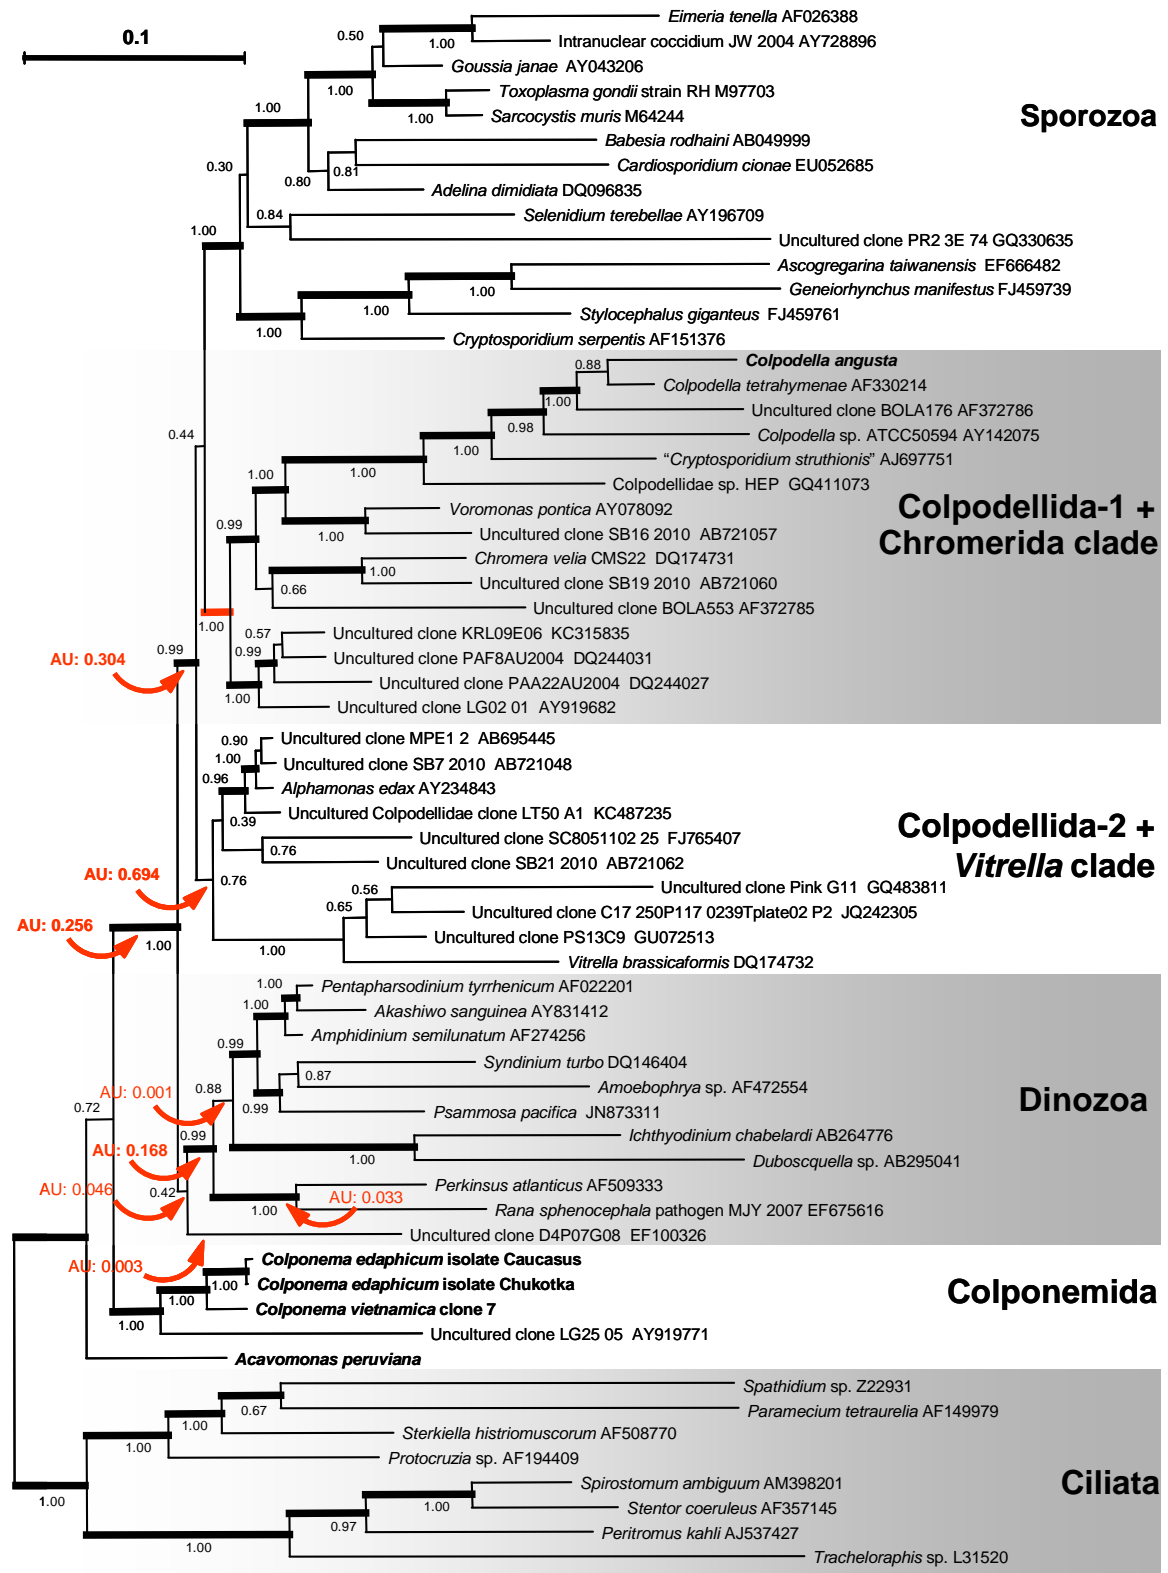 0.1
Eimeria tenella AF026388
0.50
1.00
Intranuclear coccidium JW 2004 AY728896
Goussia janae AY043206
1.00
Toxoplasma gondii strain RH M97703
1.00
Sarcocystis muris M64244
Sporozoa
1.00
Babesia rodhaini AB049999
0.81
Cardiosporidium cionae EU052685
0.30
0.80
Adelina dimidiata DQ096835
0.84
Selenidium terebellae AY196709
1.00
Uncultured clone PR2 3E 74 GQ330635
Ascogregarina taiwanensis EF666482
1.00
Geneiorhynchus manifestus FJ459739
1.00
Stylocephalus giganteus FJ459761
1.00
Cryptosporidium serpentis AF151376
0.88
Colpodella angusta
Colpodella tetrahymenae AF330214
1.00
Uncultured clone BOLA176 AF372786
0.98
Colpodella sp. ATCC50594 AY142075
0.44
1.00
“Cryptosporidium struthionis” AJ697751
1.00
1.00
Colpodellidae sp. HEP GQ411073
Colpodellida-1 +
Chromerida clade
Voromonas pontica AY078092
0.99
1.00
Uncultured clone SB16 2010 AB721057
Chromera velia CMS22 DQ174731
1.00
0.66
Uncultured clone SB19 2010 AB721060
Uncultured clone BOLA553 AF372785
1.00
0.57
Uncultured clone KRL09E06 KC315835
0.99
0.99
Uncultured clone PAF8AU2004 DQ244031
AU: 0.304
Uncultured clone PAA22AU2004 DQ244027
1.00
Uncultured clone LG02 01 AY919682
0.90
Uncultured clone MPE1 2 AB695445
1.00
Uncultured clone SB7 2010 AB721048
0.96
Alphamonas edax AY234843
0.39
Uncultured Colpodellidae clone LT50 A1 KC487235
Uncultured clone SC8051102 25 FJ765407
0.76
Uncultured clone SB21 2010 AB721062
Colpodellida-2 +
Vitrella clade
AU: 0.694
0.76
0.56
Uncultured clone Pink G11 GQ483811
0.65
Uncultured clone C17 250P117 0239Tplate02 P2 JQ242305
AU: 0.256
1.00
1.00
Uncultured clone PS13C9 GU072513
Vitrella brassicaformis DQ174732
1.00
Pentapharsodinium tyrrhenicum AF022201
1.00
Akashiwo sanguinea AY831412
0.99
Amphidinium semilunatum AF274256
Syndinium turbo DQ146404
0.87
AU: 0.001
0.88
Amoebophrya sp. AF472554
0.99
Psammosa pacifica JN873311
Dinozoa
0.72
0.99
Ichthyodinium chabelardi AB264776
AU: 0.168
1.00
Duboscquella sp. AB295041
AU: 0.046
0.42
Perkinsus atlanticus AF509333
1.00
AU: 0.033
Rana sphenocephala pathogen MJY 2007 EF675616
Uncultured clone D4P07G08 EF100326
AU: 0.003
Colponema edaphicum isolate Caucasus
1.00
Colponema edaphicum isolate Chukotka
1.00
Colponema vietnamica clone 7
1.00
Uncultured clone LG25 05 AY919771
Colponemida
Acavomonas peruviana
Spathidium sp. Z22931
0.67
Paramecium tetraurelia AF149979
1.00
Sterkiella histriomuscorum AF508770
1.00
Protocruzia sp. AF194409
Ciliata
1.00
Spirostomum ambiguum AM398201
1.00
Stentor coeruleus AF357145
0.97
Peritromus kahli AJ537427
1.00
Tracheloraphis sp. L31520